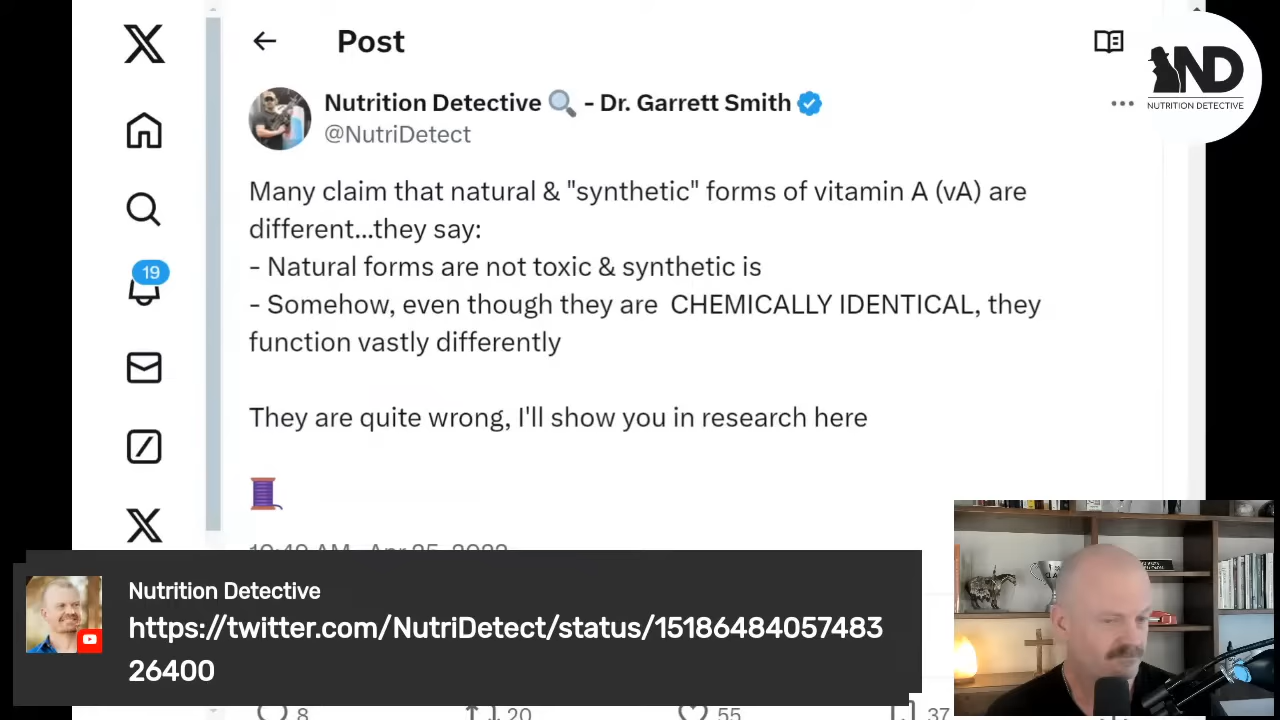 Post
ND
NUTRITION DETECTIVE
Nutrition Detective 🔍 - Dr. Garrett Smith
@NutriDetect
Many claim that natural & "synthetic" forms of vitamin A (vA) are
different...they say:
- Natural forms are not toxic & synthetic is
- Somehow, even though they are CHEMICALLY IDENTICAL, they
function vastly differently
19
They are quite wrong, I'll show you in research here
Nutrition Detective
https://twitter.com/NutriDetect/status/15186484057483
26400
8
20
55
37